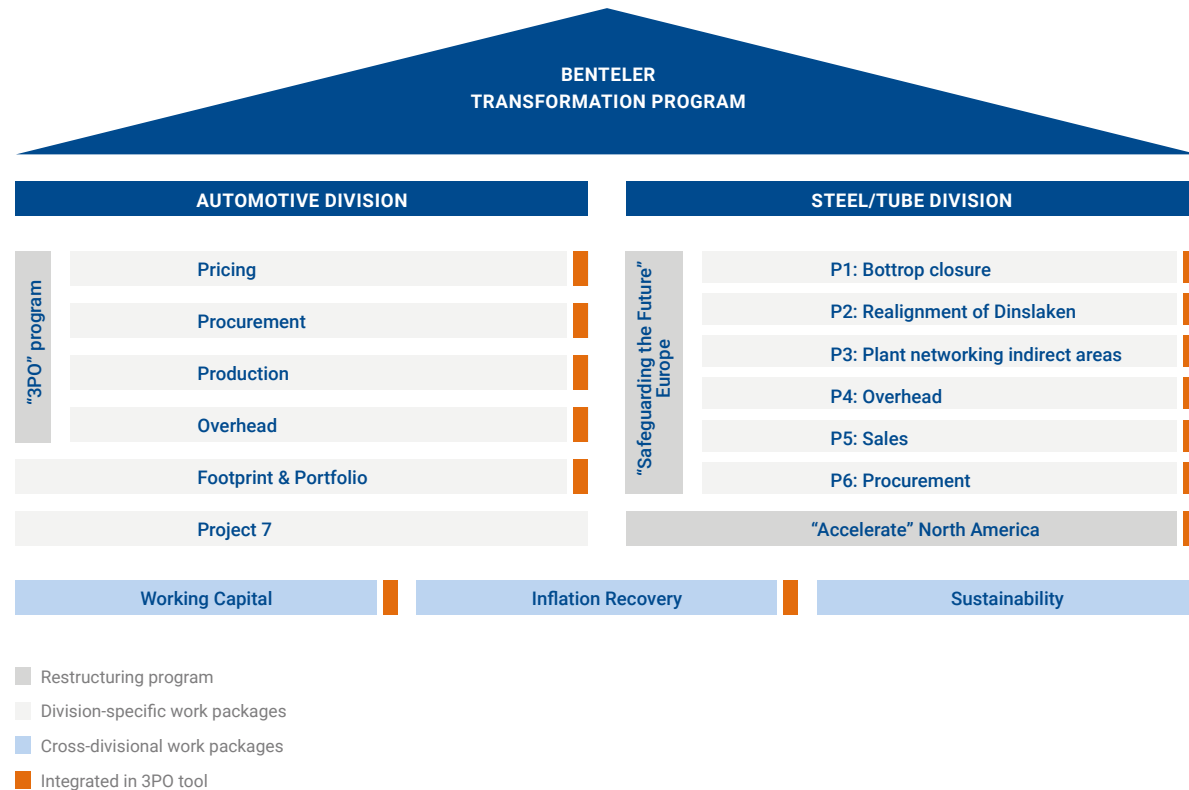 BENTELER
TRANSFORMATION PROGRAM
AUTOMOTIVE DIVISION
“3PO” program
Pricing
Procurement
Production
Overhead
Footprint & Portfolio
Project 7
STEEL/TUBE DIVISION
“Safeguarding the Future”
Europe
P1: Bottrop closure
P2: Realignment of Dinslaken
P3: Plant networking indirect areas
P4: Overhead
P5: Sales
P6: Procurement
“Accelerate” North America
Working Capital
Inflation Recovery
Sustainability
Restructuring program
Division-specific work packages
Cross-divisional work packages
Integrated in 3PO tool